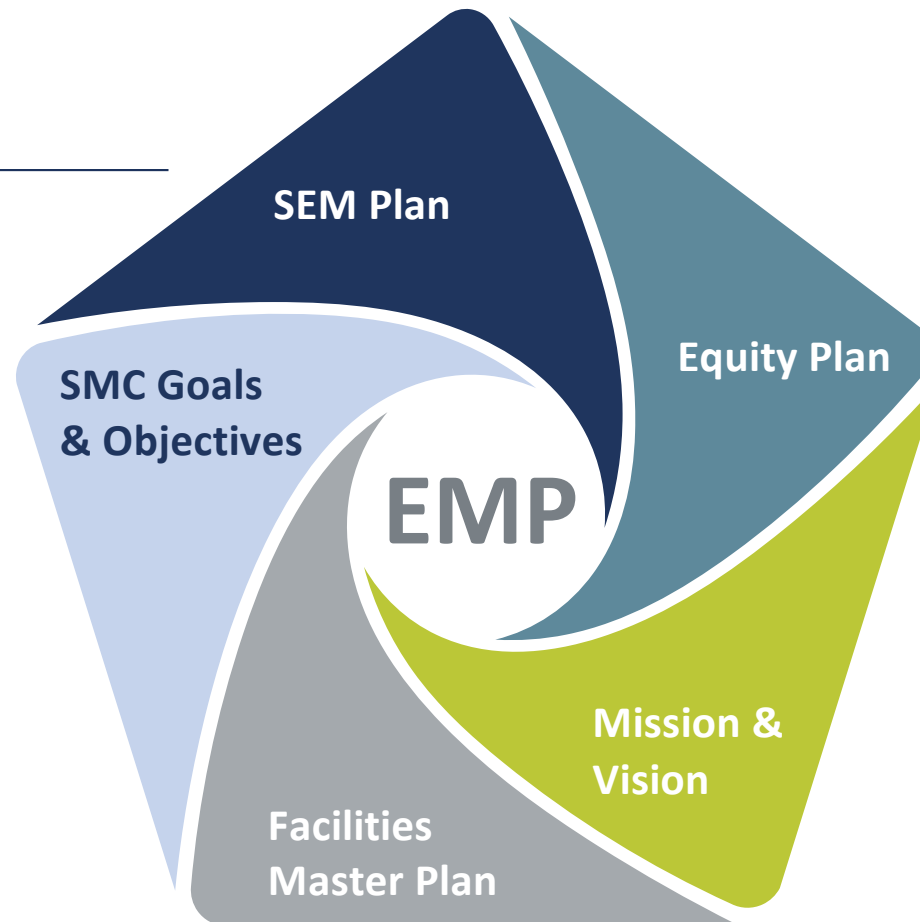 SEM Plan
Equity Plan
SMC Goals
& Objectives
EMP
Mission &
Vision
Facilities
Master Plan